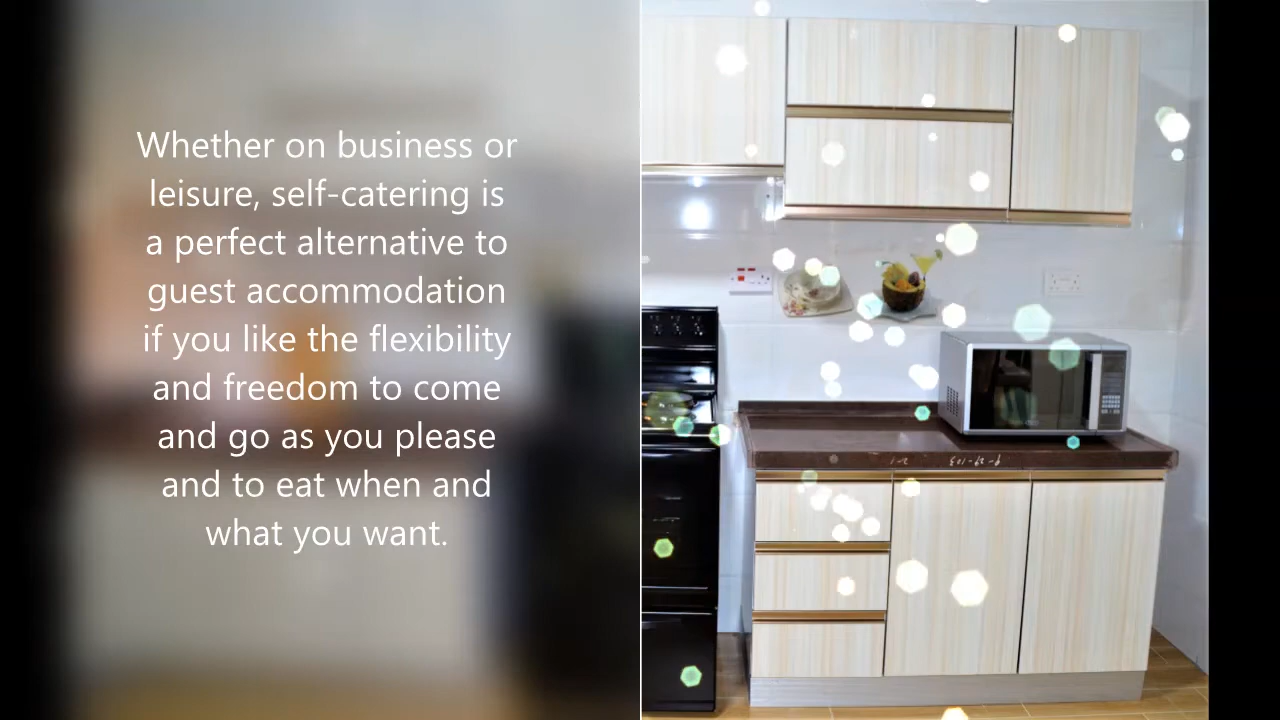 Whether on business or
leisure, self-catering is
a perfect alternative to
guest accommodation
if you like the flexibility
and freedom to come
and go as you please
and to eat when and
what you want.